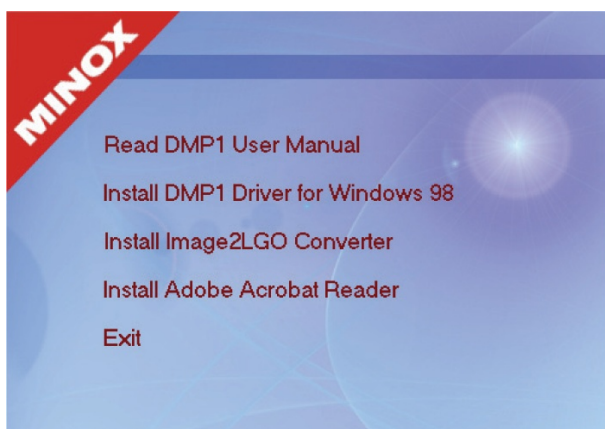 MINOX
Read DMP1 User Manual
Install DMP1 Driver for Windows 98
Install Image2LGO Converter
Install Adobe Acrobat Reader
Exit